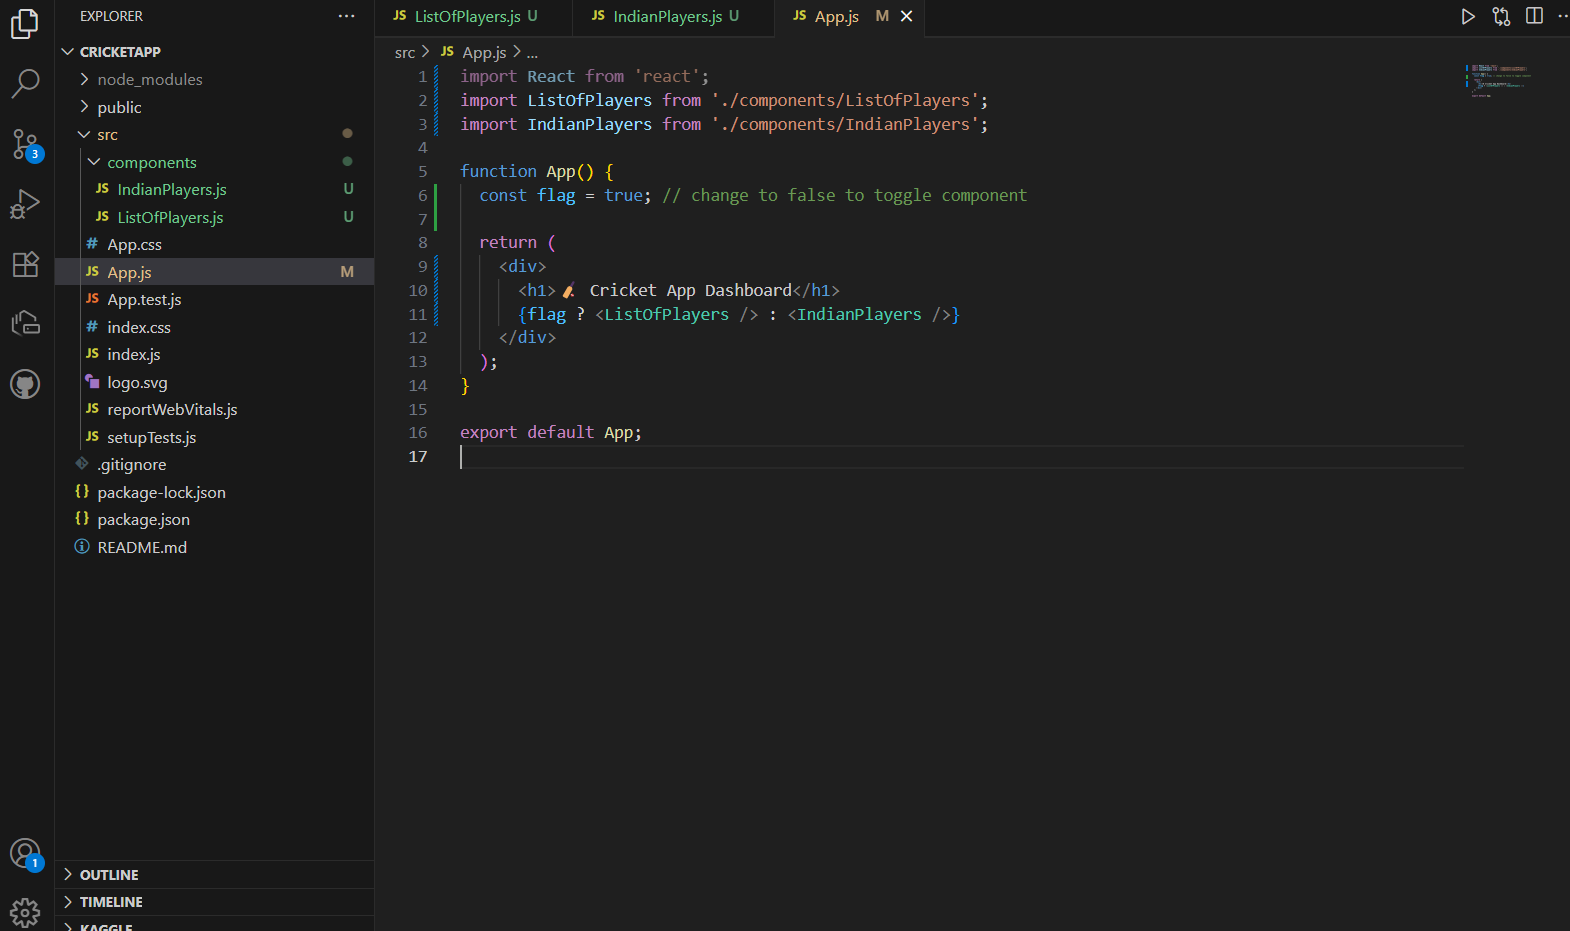 EXPLORER
CRICKETAPP
node_modules
public
src
components
JS IndianPlayers.js U
JS ListOfPlayers.js U
# App.css
JS App.js M
JS App.test.js
# index.css
JS index.js
logo.svg
JS reportWebVitals.js
JS setupTests.js
.gitignore
{} package-lock.json
{} package.json
README.md
OUTLINE
TIMELINE
KAGGLE
3
1
JS ListOfPlayers.js U
JS IndianPlayers.js U
JS App.js M
src > JS App.js > ...
1 import React from 'react';
2 import ListOfPlayers from './components/ListOfPlayers';
3 import IndianPlayers from './components/IndianPlayers';
4
5 function App() {
6 const flag = true; // change to false to toggle component
7
8 return (
9 <div>
10 <h1>🏏 Cricket App Dashboard</h1>
11 {flag ? <ListOfPlayers /> : <IndianPlayers />}
12 </div>
13 );
14 }
15
16 export default App;
17